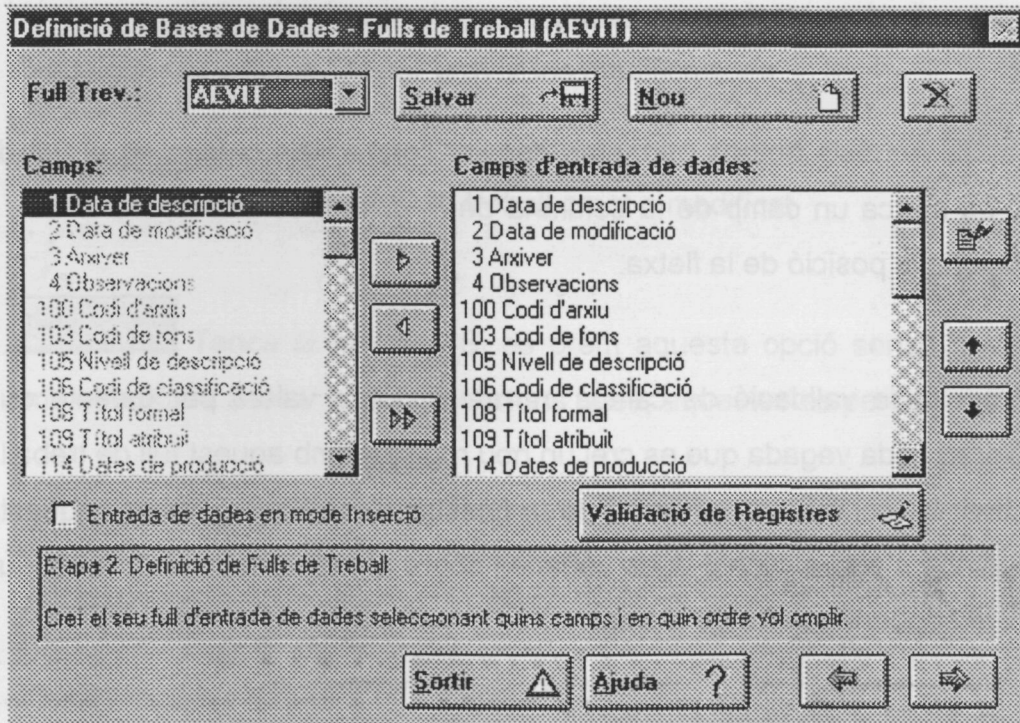 Definició de Bases de Dades - Fulls de Treball (AEVIT)
Full Trev.: AEVIT Salvar Nou
Camps:
1 Data de descripció
2 Data de modificació
3 Arxiver
4 Observacions
100 Codi d'arxiu
103 Codi de fons
105 Nivell de descripció
106 Codi de classificació
108 Títol formal
109 Títol atribuit
114 Dates de producció
Camps d'entrada de dades:
1 Data de descripció
2 Data de modificació
3 Arxiver
4 Observacions
100 Codi d'arxiu
103 Codi de fons
105 Nivell de descripció
106 Codi de classificació
108 Títol formal
109 Títol atribuit
114 Dates de producció
Entrada de dades en mode Inserció
Validació de Registres
Etapa 2. Definició de Fulls de Treball
Creï el seu full d'entrada de dades seleccionant quins camps i en quin ordre vol omplir.
Sortir Ajuda ?